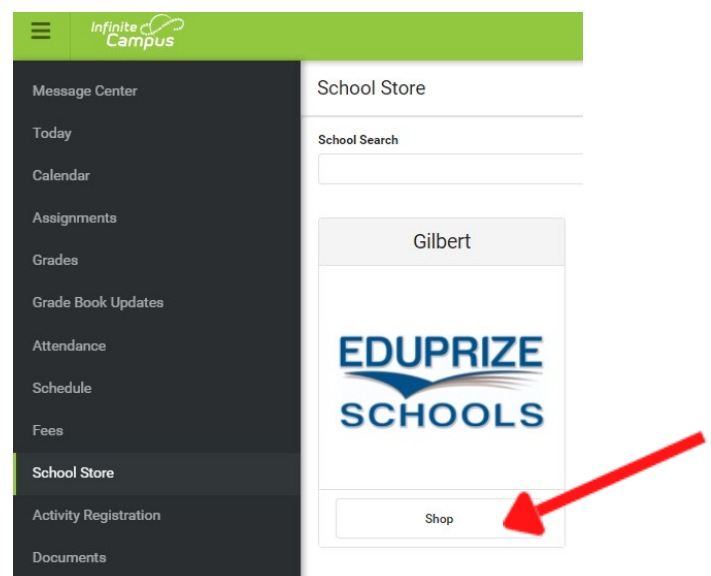 Infinite
Campus
Message Center
Today
Calendar
Assignments
Grades
Grade Book Updates
Attendance
Schedule
Fees
School Store
Activity Registration
Documents
School Store
School Search
Gilbert
EDUPRIZE
SCHOOLS
Shop